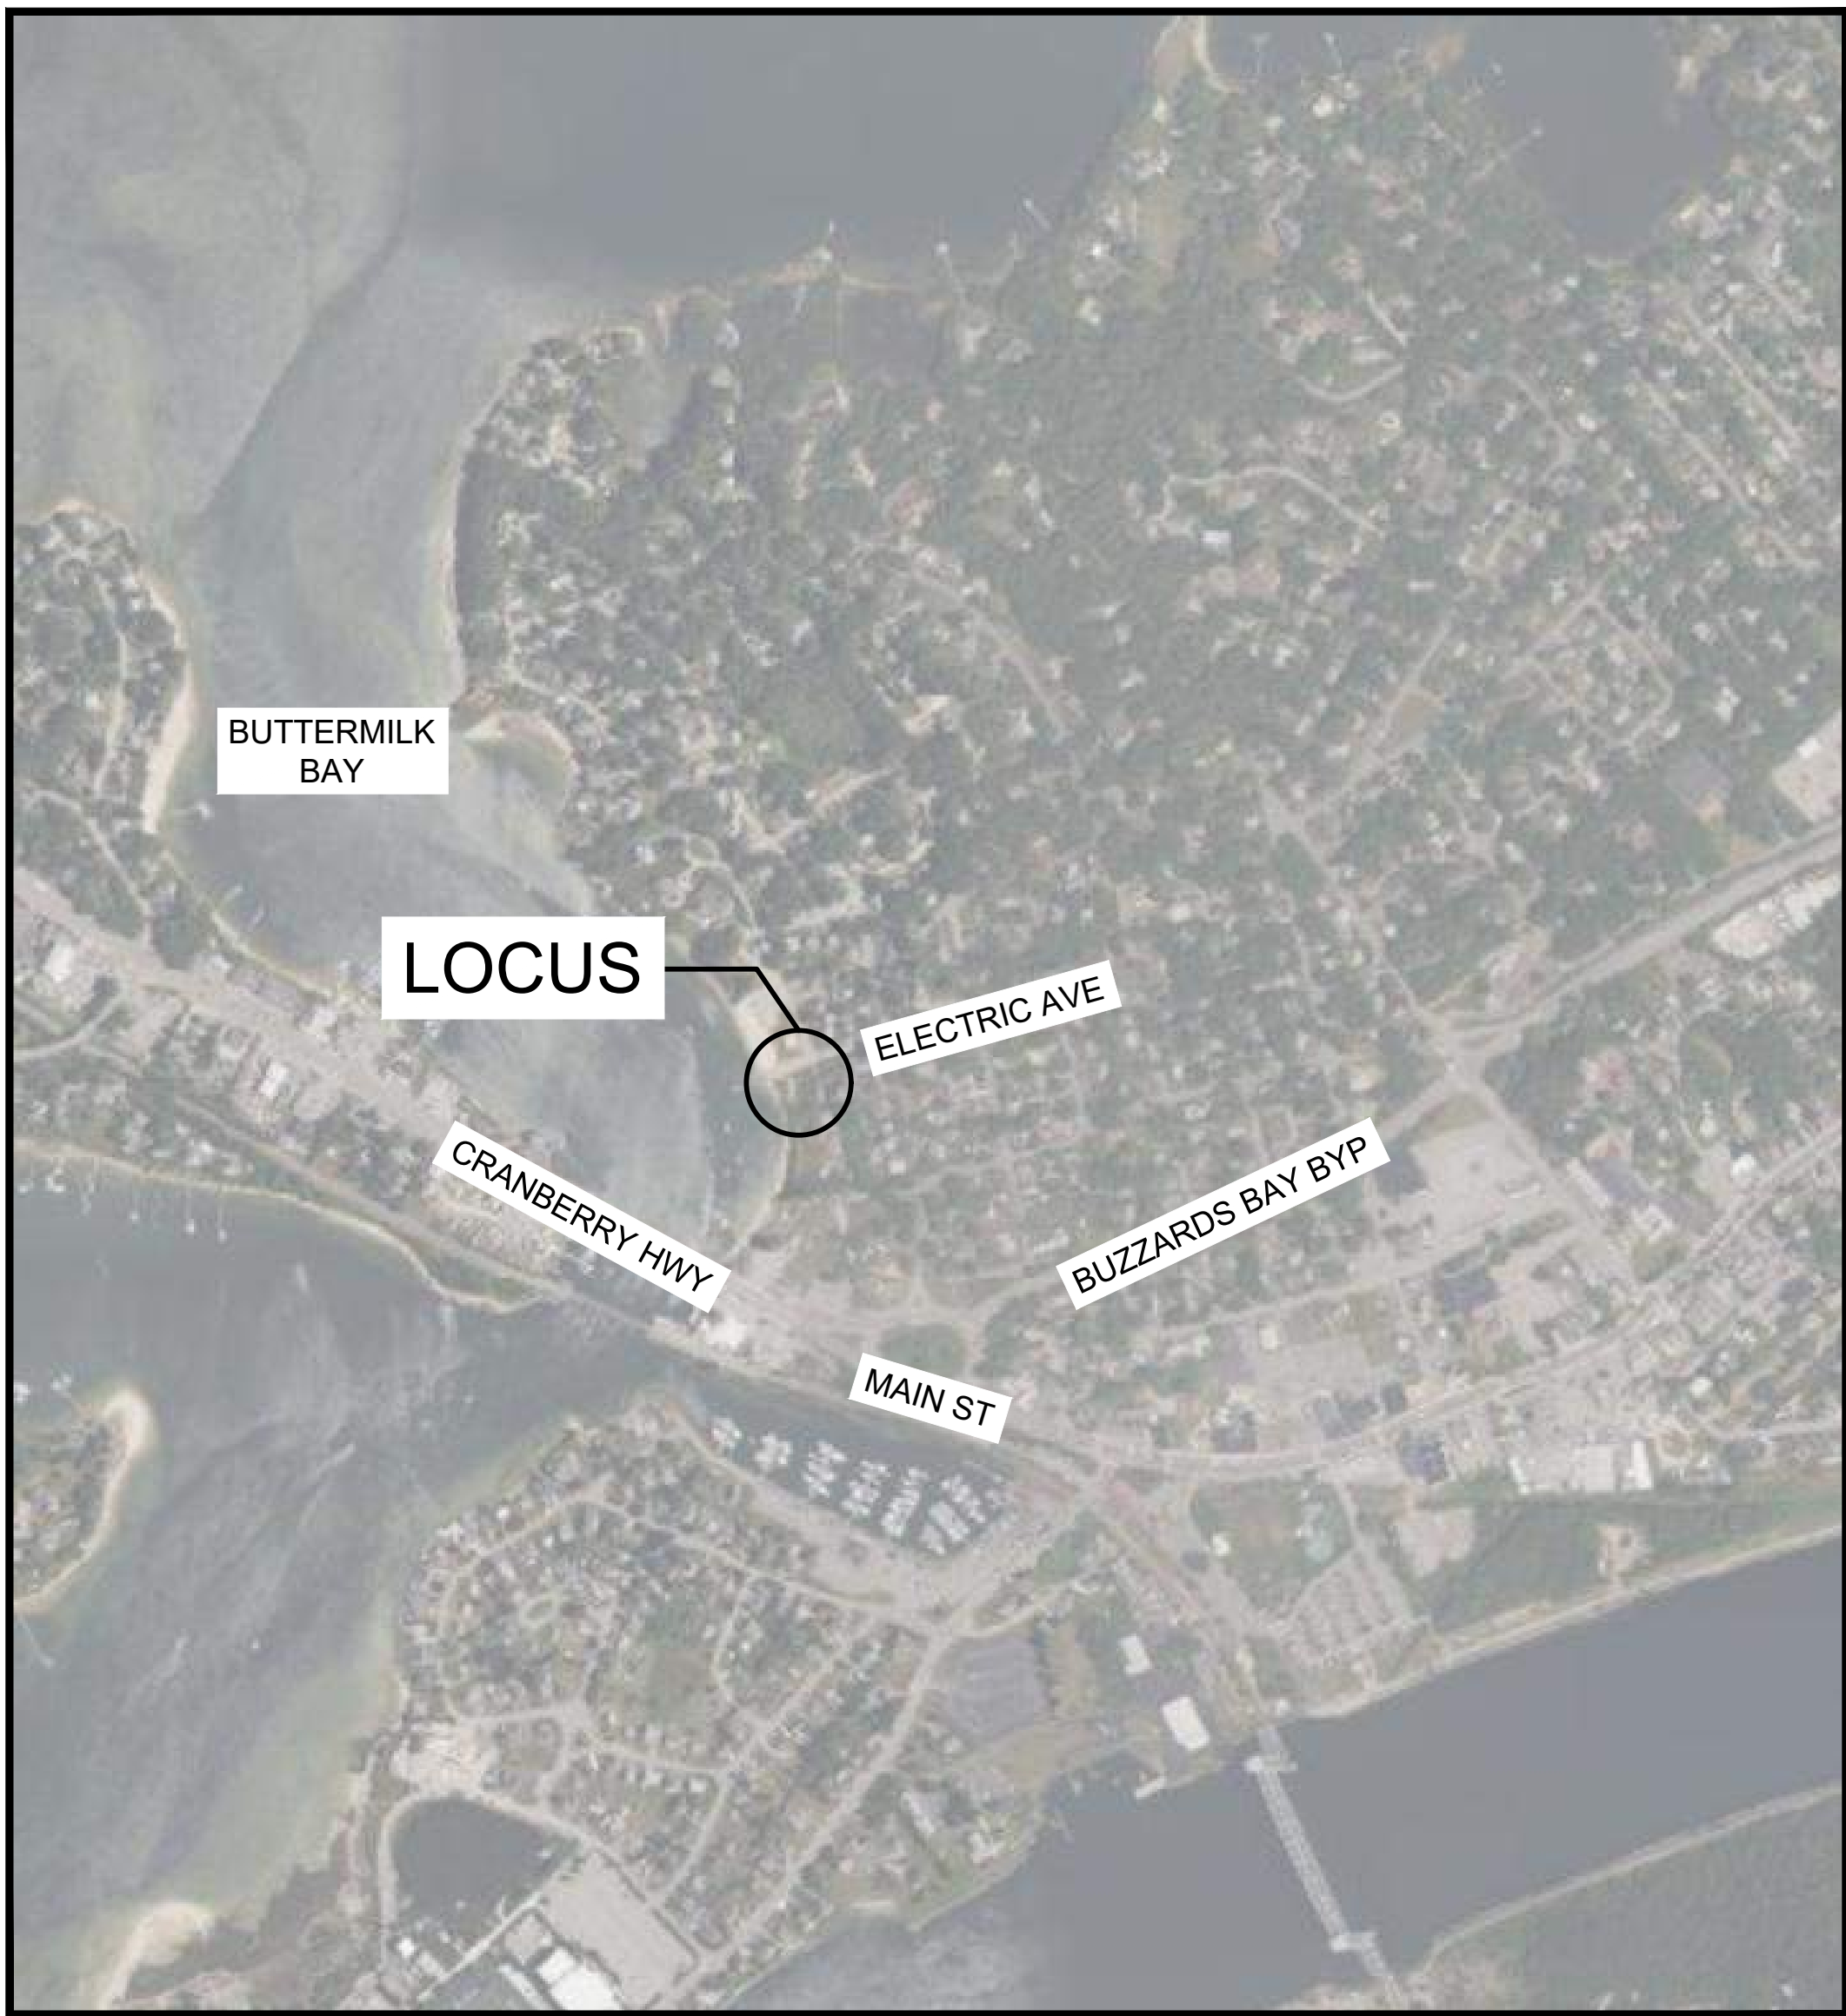 BUTTERMILK
BAY
LOCUS
ELECTRIC AVE
CRANBERRY HWY
BUZZARDS BAY BYP
MAIN ST